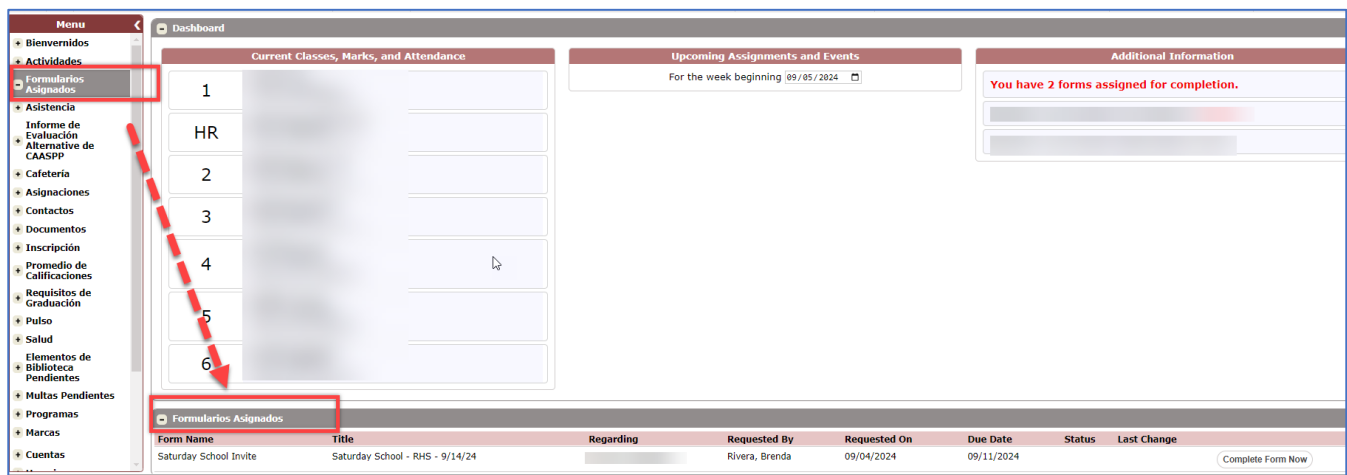 Menu
Bienvernidos
Actividades
Formularios
Asignados
Asistencia
Informe de
Evaluación
Alternative de
CAASPP
Cafetería
Asignaciones
Contactos
Documentos
Inscripción
Promedio de
Calificaciones
Requisitos de
Graduación
Pulso
Salud
Elementos de
Biblioteca
Pendientes
Multas Pendientes
Programas
Marcas
Cuentas
Dashboard
Current Classes, Marks, and Attendance
1
HR
2
3
4
5
6
Upcoming Assignments and Events
For the week beginning 09/05/2024
Additional Information
You have 2 forms assigned for completion.
Formularios Asignados
Form Name Title Regarding Requested By Requested On Due Date Status Last Change
Saturday School Invite Saturday School - RHS - 9/14/24 Rivera, Brenda 09/04/2024 09/11/2024 Complete Form Now